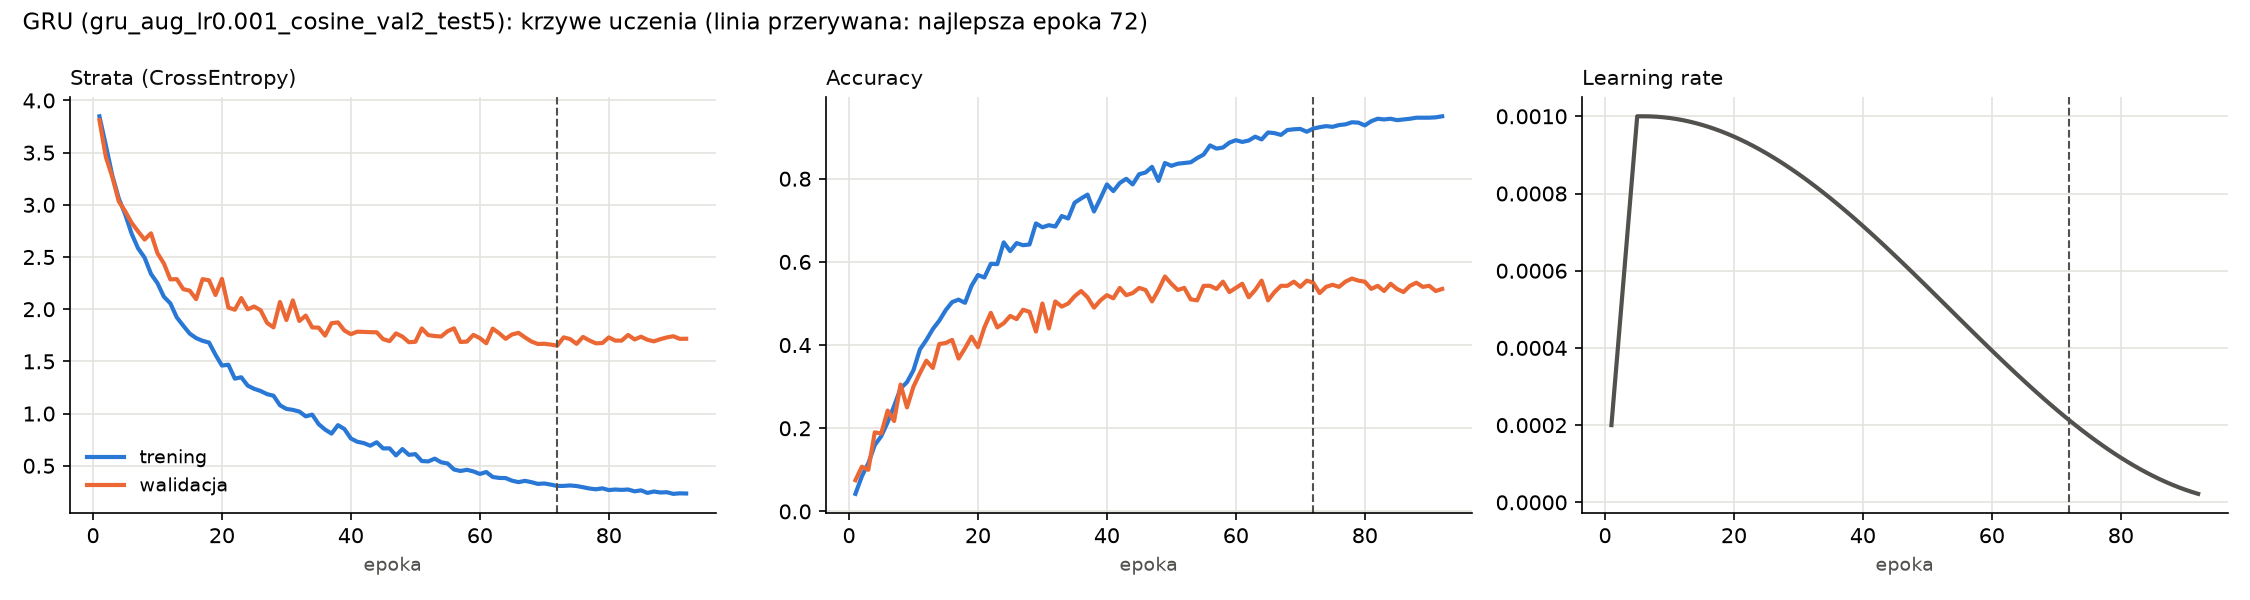 GRU (gru_aug_lr0.001_cosine_val2_test5): krzywe uczenia (linia przerywana: najlepsza epoka 72)
Strata (CrossEntropy)
4.0
3.5
3.0
2.5
2.0
1.5
1.0
0.5
trening
walidacja
0 20 40 60 80
epoka
Accuracy
0.8
0.6
0.4
0.2
0.0
0 20 40 60 80
epoka
Learning rate
0.0010
0.0008
0.0006
0.0004
0.0002
0.0000
0 20 40 60 80
epoka